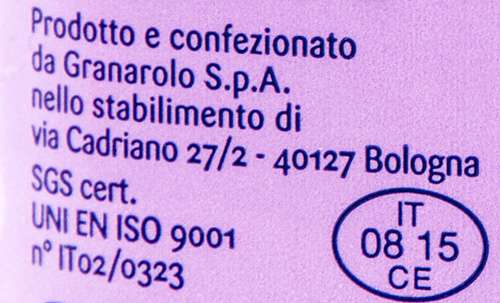 Prodotto e confezionato
da Granarolo S.p.A.
nello stabilimento di
via Cadriano 27/2 - 40127 Bologna
SGS cert.
UNI EN ISO 9001
n° IT02/0323
IT
08 15
CE